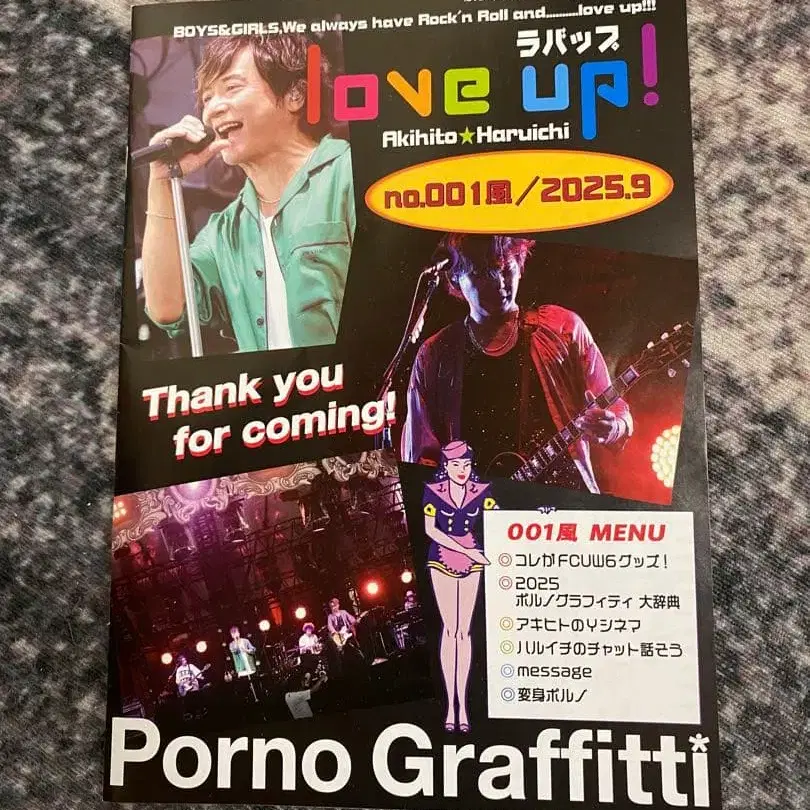 BOYS&GIRLS,We always have Rock'n Roll and.........love up!!!
ラバップ
love up!
Akihito★Haruichi
no.001風/2025.9
Thank you
for coming!
001風 MENU
◎コレがFCUW6グッズ!
◎2025
ポルノグラフィティ 大辞典
◎アキヒトのYシネマ
◎ハルイチのチャット話そう
◎message
◎変身ポルノ
Porno Graffitti